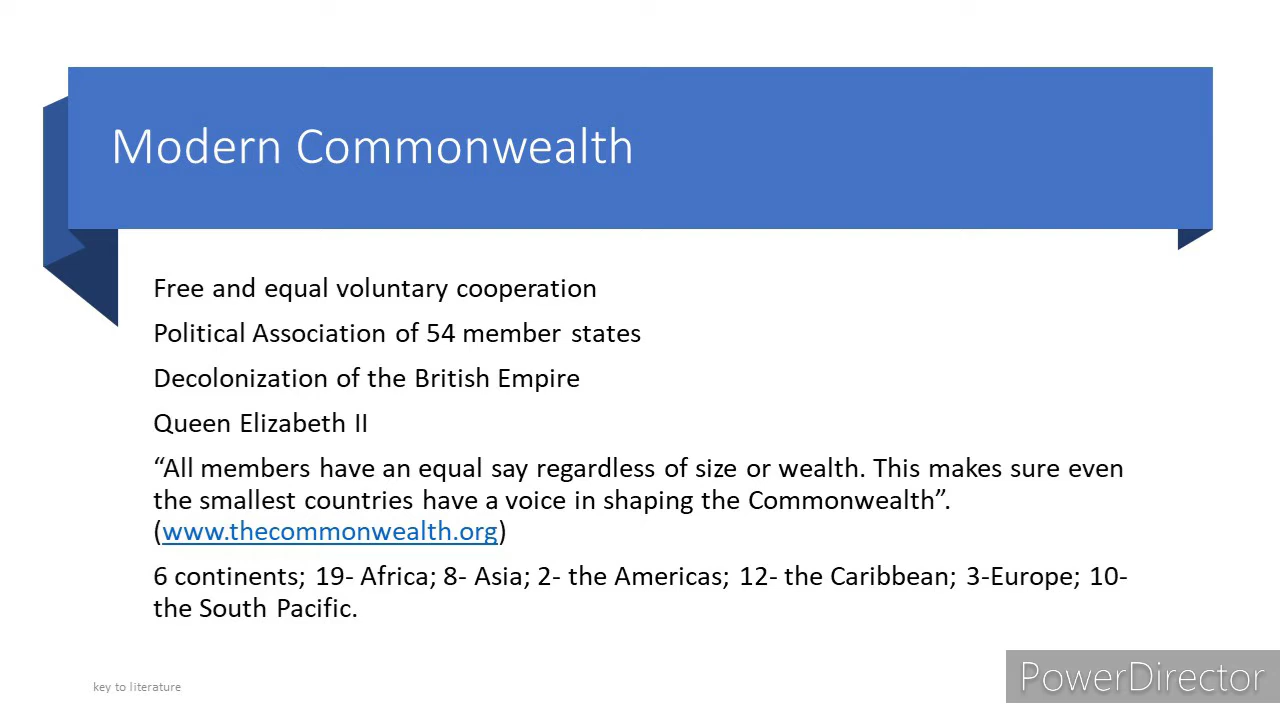 Modern Commonwealth
Free and equal voluntary cooperation
Political Association of 54 member states
Decolonization of the British Empire
Queen Elizabeth II
“All members have an equal say regardless of size or wealth. This makes sure even
the smallest countries have a voice in shaping the Commonwealth”.
(www.thecommonwealth.org)
6 continents; 19- Africa; 8- Asia; 2- the Americas; 12- the Caribbean; 3-Europe; 10-
the South Pacific.
key to literature
PowerDirector